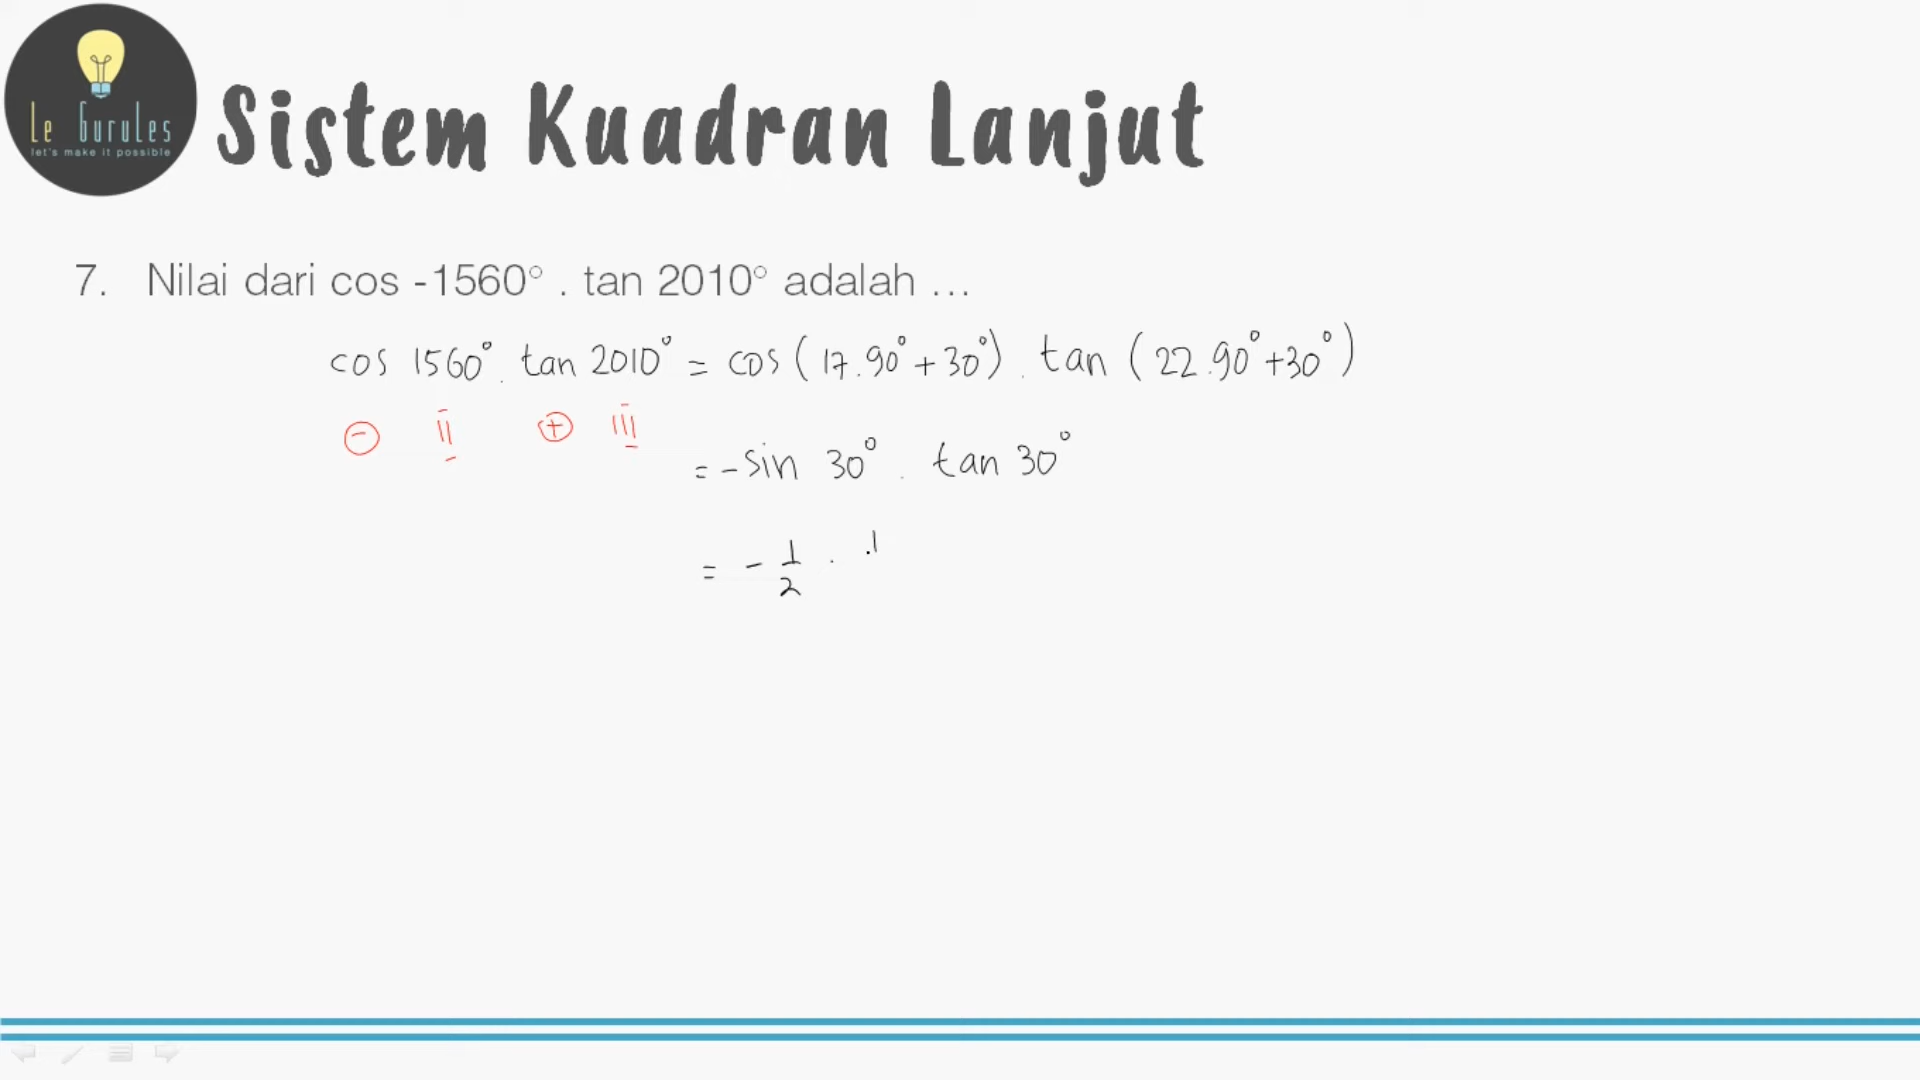 Le Gurules
let's make it possible
Sistem Kuadran Lanjut
7. Nilai dari cos -1560° . tan 2010° adalah ...
cos 1560° . tan 2010° = cos (17.90° + 30°) . tan (22.90° + 30°)
- II + III
= - sin 30° . tan 30°
= - 1/2 . 1